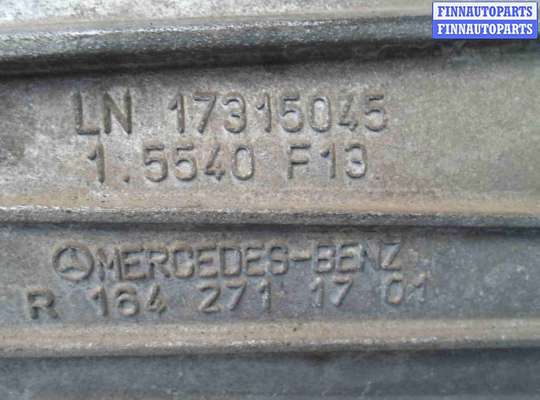 FINNAUTOPARTS
FINNAUTOPARTS
LN 17315045
1.5540 F13
MERCEDES-BENZ
R 164 271 17 01